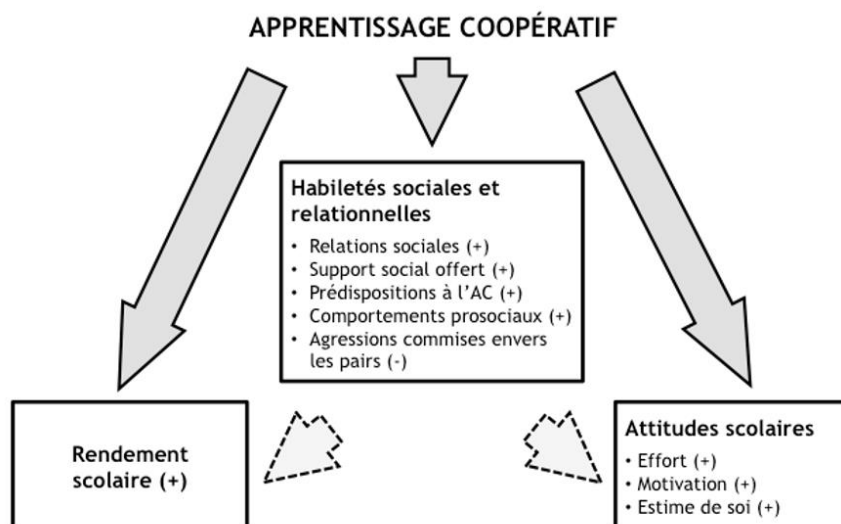 APPRENTISSAGE COOPÉRATIF
Habiletés sociales et
relationnelles
• Relations sociales (+)
• Support social offert (+)
• Prédispositions à l'AC (+)
• Comportements prosociaux (+)
• Agressions commises envers
les pairs (-)
Rendement
scolaire (+)
Attitudes scolaires
• Effort (+)
• Motivation (+)
• Estime de soi (+)